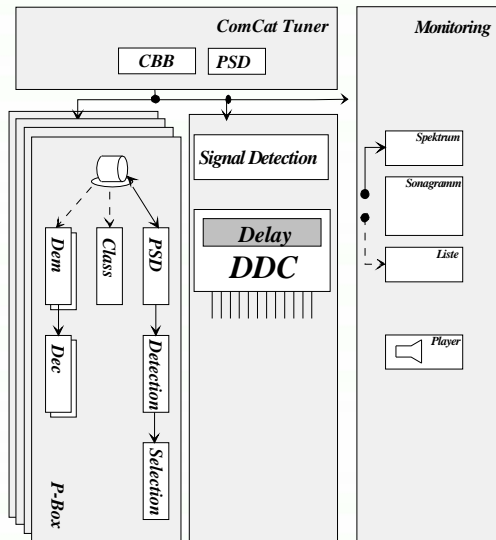 ComCat Tuner
CBB
PSD
Monitoring
Signal Detection
Delay
DDC
Spektrum
Sonagramm
Liste
Player
Dem
Class
PSD
Dec
Detection
Selection
P-Box